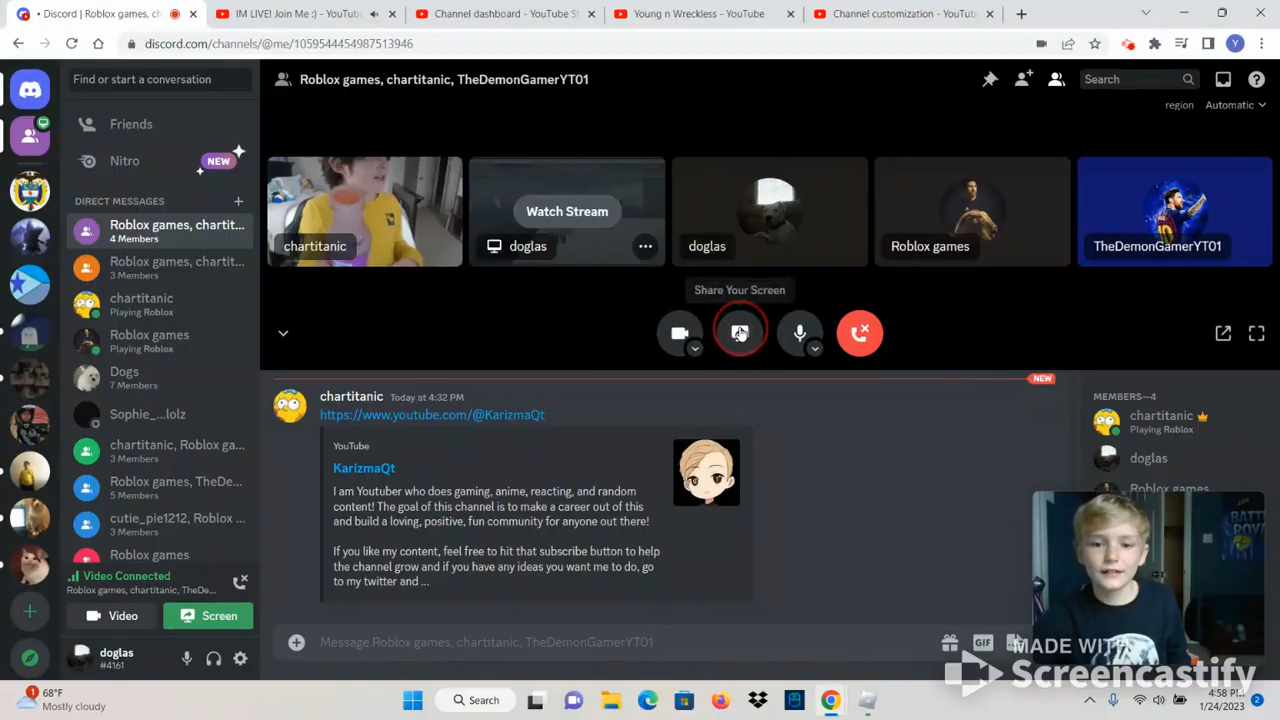 Discord | Roblox games, ch
IM LIVE! Join Me :) - YouTube
Channel dashboard - YouTube St
Young n Wreckless - YouTube
Channel customization - YouTub
discord.com/channels/@me/1059544454987513946
Y
Find or start a conversation
Roblox games, chartitanic, TheDemonGamerYT01
Search
region
Automatic
Friends
Nitro
NEW
DIRECT MESSAGES
Roblox games, chartit...
4 Members
Roblox games, chartit...
3 Members
chartitanic
Playing Roblox
Roblox games
Playing Roblox
Dogs
7 Members
Sophie_...lolz
chartitanic, Roblox ga...
3 Members
Roblox games, TheDe...
5 Members
cutie_pie1212, Roblox ...
3 Members
Roblox games
Video Connected
Roblox games, chartitanic, TheDe...
Video
Screen
doglas
#4161
chartitanic
Watch Stream
doglas
doglas
Roblox games
TheDemonGamerYT01
Share Your Screen
NEW
chartitanic Today at 4:32 PM
https://www.youtube.com/@KarizmaQt
YouTube
KarizmaQt
I am Youtuber who does gaming, anime, reacting, and random
content! The goal of this channel is to make a career out of this
and build a loving, positive, fun community for anyone out there!
If you like my content, feel free to hit that subscribe button to help
the channel grow and if you have any ideas you want me to do, go
to my twitter and ...
Message Roblox games, chartitanic, TheDemonGamerYT01
GIF
MEMBERS—4
chartitanic
Playing Roblox
doglas
Roblox games
MADE WITH
Screencastify
1
68°F
Mostly cloudy
Search
4:58 PM
1/24/2023
2